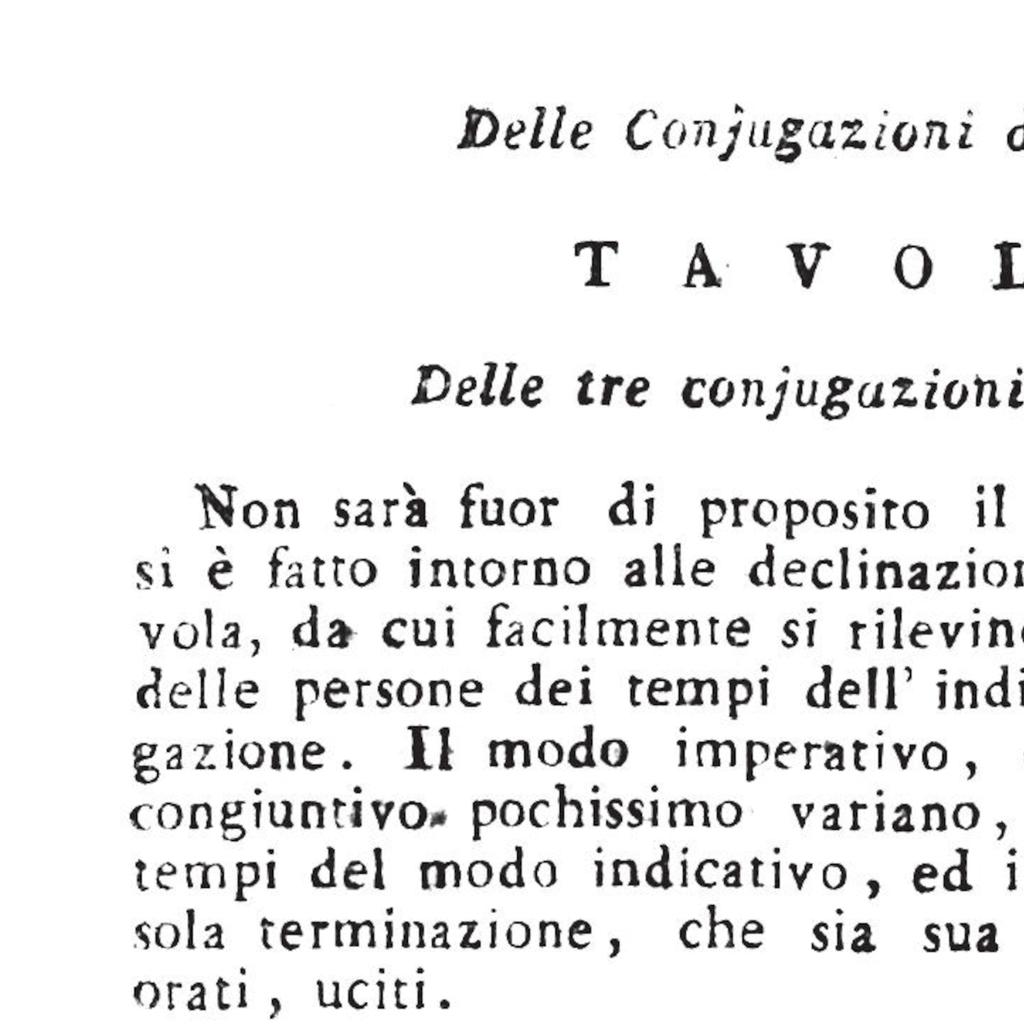 Delle Conjugazioni
T A V O L
Delle tre conjugazioni
Non sarà fuor di proposito il
si è fatto intorno alle declinazion
vola, da cui facilmente si rilevin
delle persone dei tempi dell' indi
gazione. Il modo imperativo,
congiuntivo pochissimo variano,
tempi del modo indicativo, ed i
sola terminazione, che sia sua
orati, uciti.